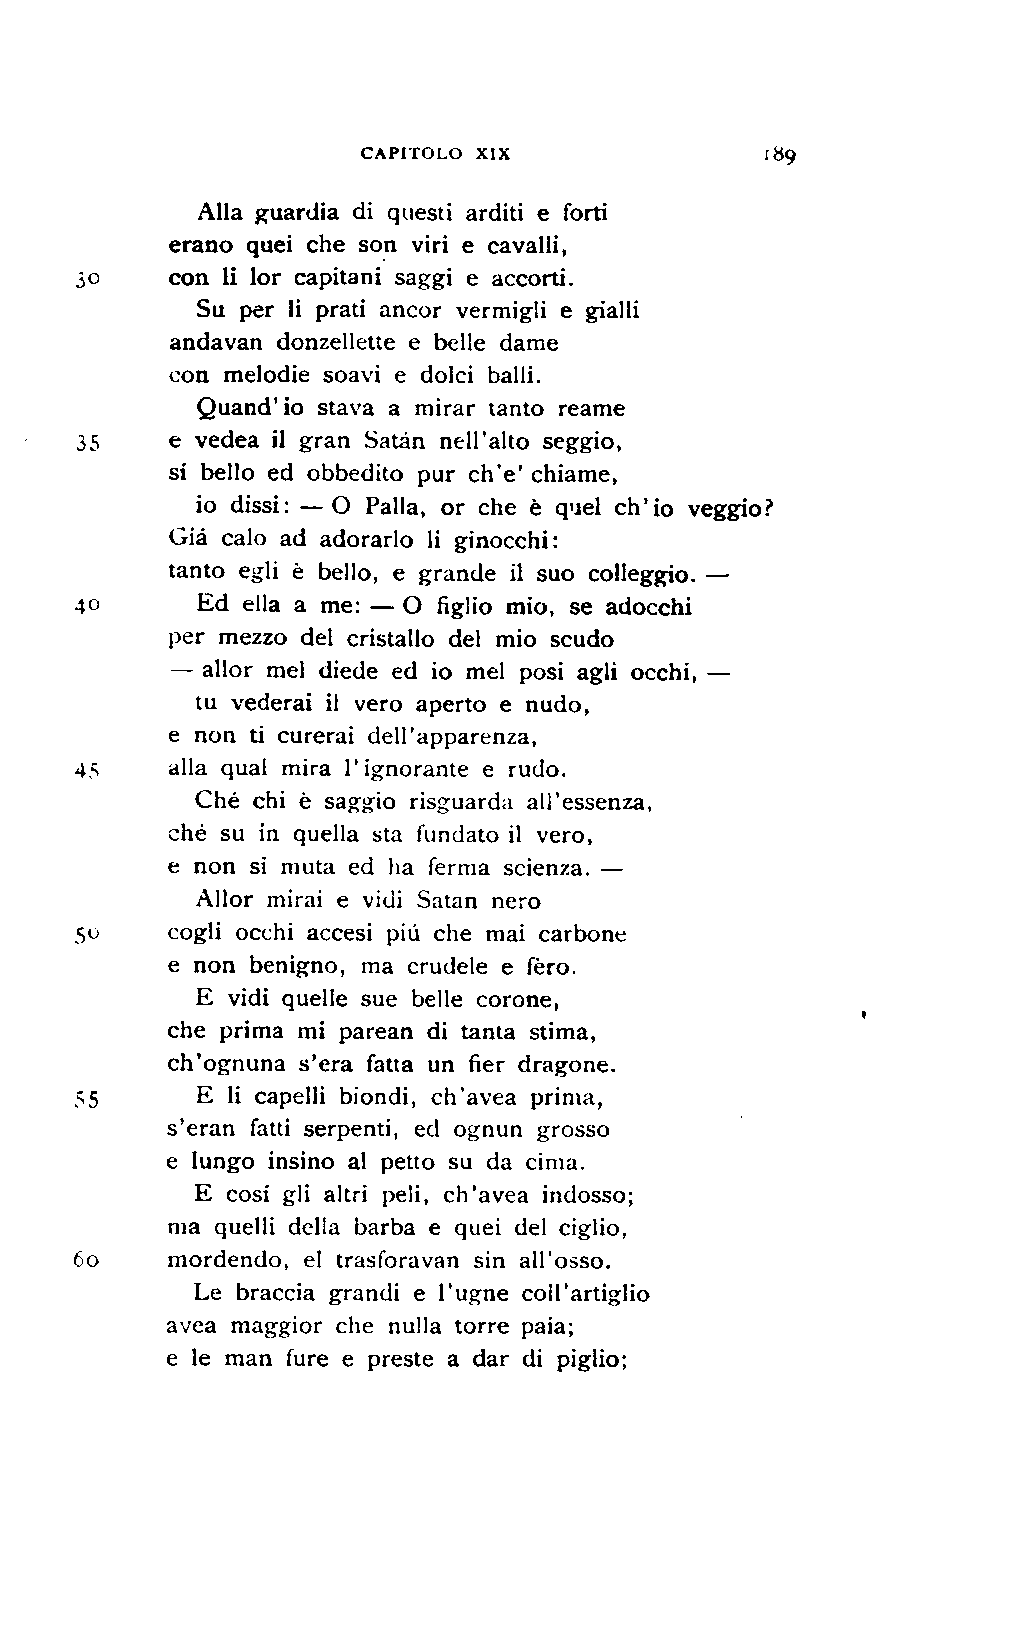 CAPITOLO XIX 189
Alla guardia di questi arditi e forti
erano quei che son viri e cavalli,
30 con li lor capitani saggi e accorti.
Su per li prati ancor vermigli e gialli
andavan donzellette e belle dame
con melodie soavi e dolci balli.
Quand'io stava a mirar tanto reame
35 e vedea il gran Satán nell'alto seggio,
sí bello ed obbedito pur ch'e' chiame,
io dissi: — O Palla, or che è quel ch'io veggio?
Giá calo ad adorarlo li ginocchi:
tanto egli è bello, e grande il suo colleggio. —
40 Ed ella a me: — O figlio mio, se adocchi
per mezzo del cristallo del mio scudo
— allor mel diede ed io mel posi agli occhi, —
tu vederai il vero aperto e nudo,
e non ti curerai dell'apparenza,
45 alla qual mira l'ignorante e rudo.
Ché chi è saggio risguarda all'essenza,
ché su in quella sta fundato il vero,
e non si muta ed ha ferma scienza. —
Allor mirai e vidi Satan nero
50 cogli occhi accesi piú che mai carbone
e non benigno, ma crudele e fèro.
E vidi quelle sue belle corone,
che prima mi parean di tanta stima,
ch'ognuna s'era fatta un fier dragone.
55 E li capelli biondi, ch'avea prima,
s'eran fatti serpenti, ed ognun grosso
e lungo insino al petto su da cima.
E cosí gli altri peli, ch'avea indosso;
ma quelli della barba e quei del ciglio,
60 mordendo, el trasforavan sin all'osso.
Le braccia grandi e l'ugne coll'artiglio
avea maggior che nulla torre paia;
e le man fure e preste a dar di piglio;